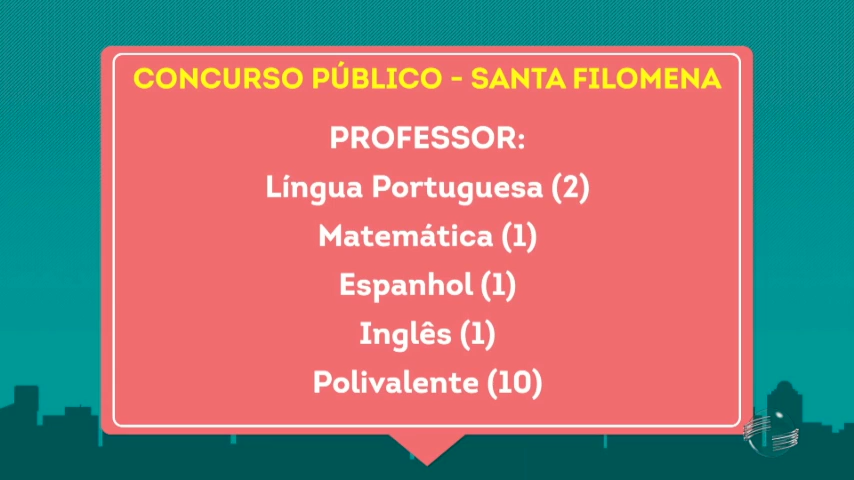 CONCURSO PÚBLICO - SANTA FILOMENA
PROFESSOR:
Língua Portuguesa (2)
Matemática (1)
Espanhol (1)
Inglês (1)
Polivalente (10)